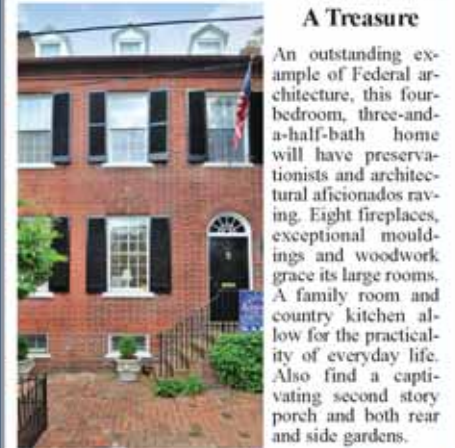 A Treasure
An outstanding ex-
ample of Federal ar-
chitecture, this four-
bedroom, three-and-
a-half-bath home
will have preserva-
tionists and architec-
tural aficionados rav-
ing. Eight fireplaces,
exceptional mould-
ings and woodwork
grace its large rooms.
A family room and
country kitchen al-
low for the practical-
ity of everyday life.
Also find a capti-
vating second story
porch and both rear
and side gardens.